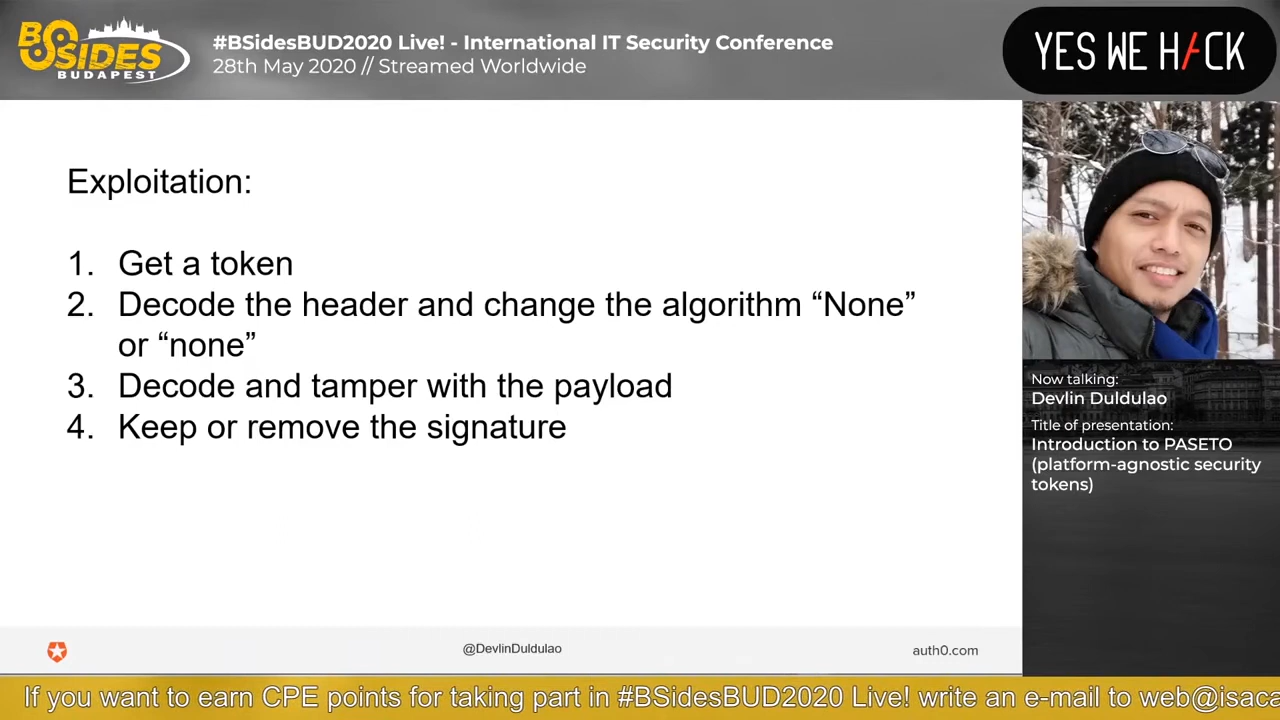 BSIDES
BUDAPEST
#BSidesBUD2020 Live! - International IT Security Conference
28th May 2020 // Streamed Worldwide
YES WE H/CK
Exploitation:
1. Get a token
2. Decode the header and change the algorithm “None”
or “none”
3. Decode and tamper with the payload
4. Keep or remove the signature
Now talking:
Devlin Duldulao
Title of presentation:
Introduction to PASETO
(platform-agnostic security
tokens)
@DevlinDuldulao
auth0.com
If you want to earn CPE points for taking part in #BSidesBUD2020 Live! write an e-mail to web@isaca